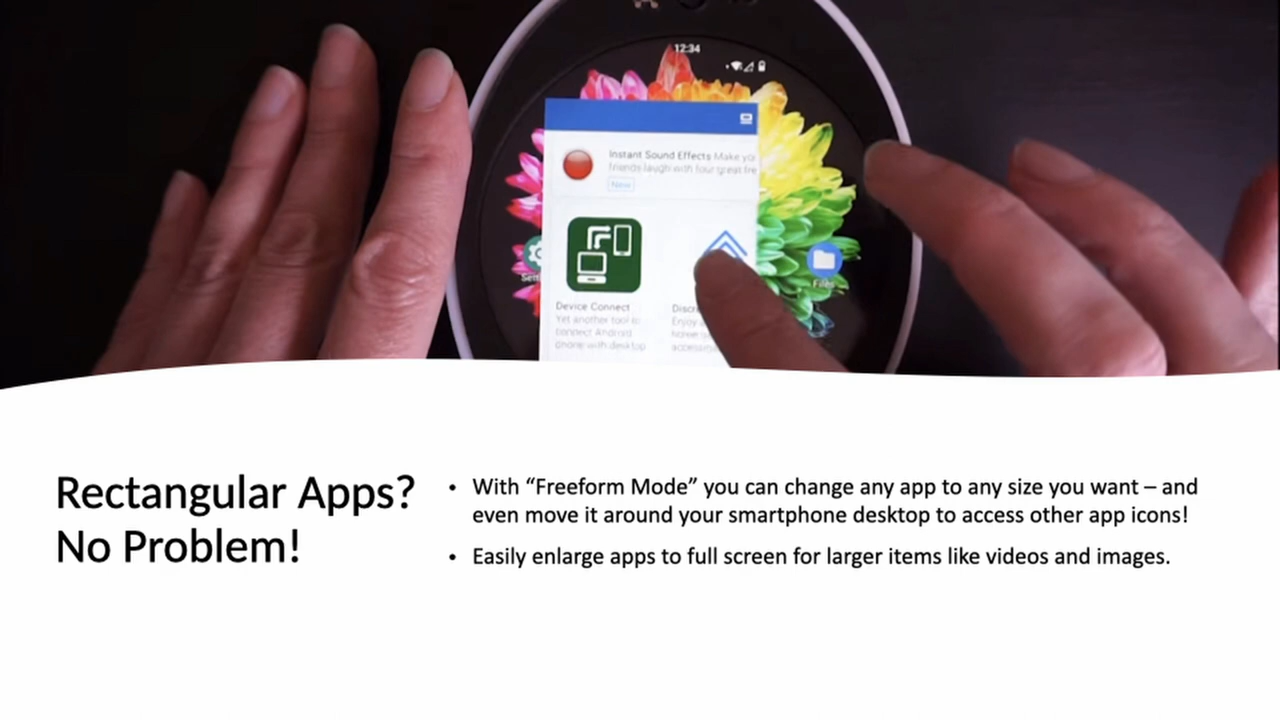 12:34
Instant Sound Effects Make you
friends laugh with four great fre
New
Device Connect
Yet another tool to
connect Android
phone with desktop
Enjoy
Files
Rectangular Apps?
No Problem!
• With “Freeform Mode” you can change any app to any size you want – and
even move it around your smartphone desktop to access other app icons!
• Easily enlarge apps to full screen for larger items like videos and images.